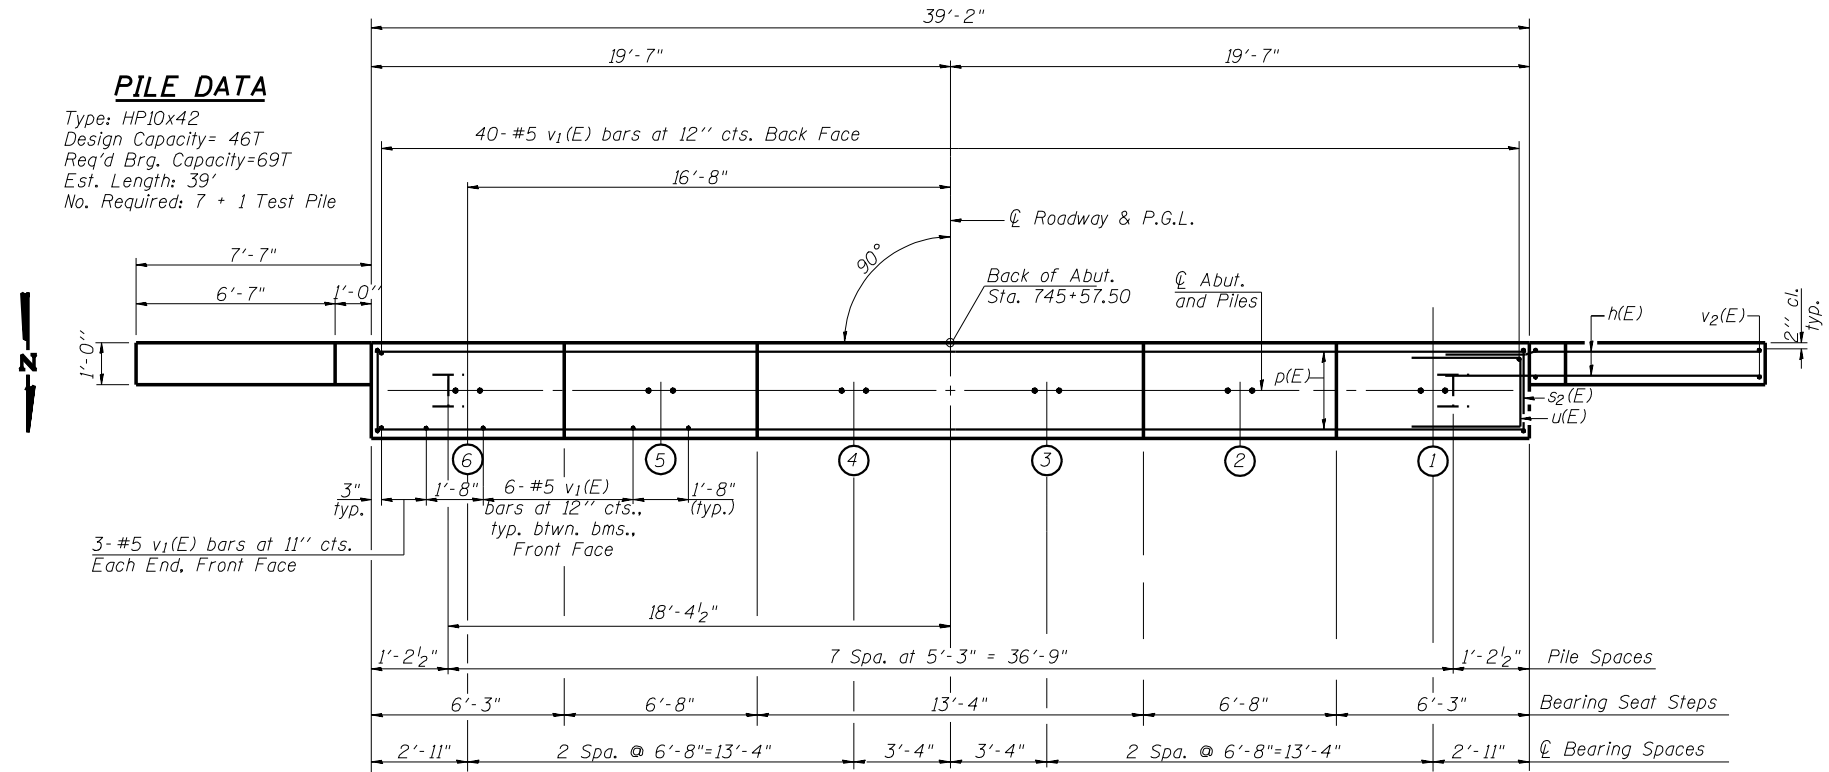 39'-2"
19'-7" 19'-7"
PILE DATA
Type: HP10x42
Design Capacity= 46T
Req'd Brg. Capacity=69T
Est. Length: 39'
No. Required: 7 + 1 Test Pile
40-#5 v1(E) bars at 12" cts. Back Face
16'-8"
℄ Roadway & P.G.L.
90°
7'-7"
6'-7" 1'-0"
1'-0"
N
Back of Abut.
Sta. 745+57.50
℄ Abut.
and Piles
h(E)
v2(E)
2" cl.
typ.
p(E)
s2(E)
u(E)
6 5 4 3 2 1
3"
typ.
1'-8"
6-#5 v1(E)
bars at 12" cts.,
typ. btwn. bms.,
Front Face
1'-8"
(typ.)
3-#5 v1(E) bars at 11" cts.
Each End, Front Face
18'-4½"
1'-2½" 7 Spa. at 5'-3" = 36'-9" 1'-2½" Pile Spaces
6'-3" 6'-8" 13'-4" 6'-8" 6'-3" Bearing Seat Steps
2'-11" 2 Spa. @ 6'-8"=13'-4" 3'-4" 3'-4" 2 Spa. @ 6'-8"=13'-4" 2'-11" ℄ Bearing Spaces